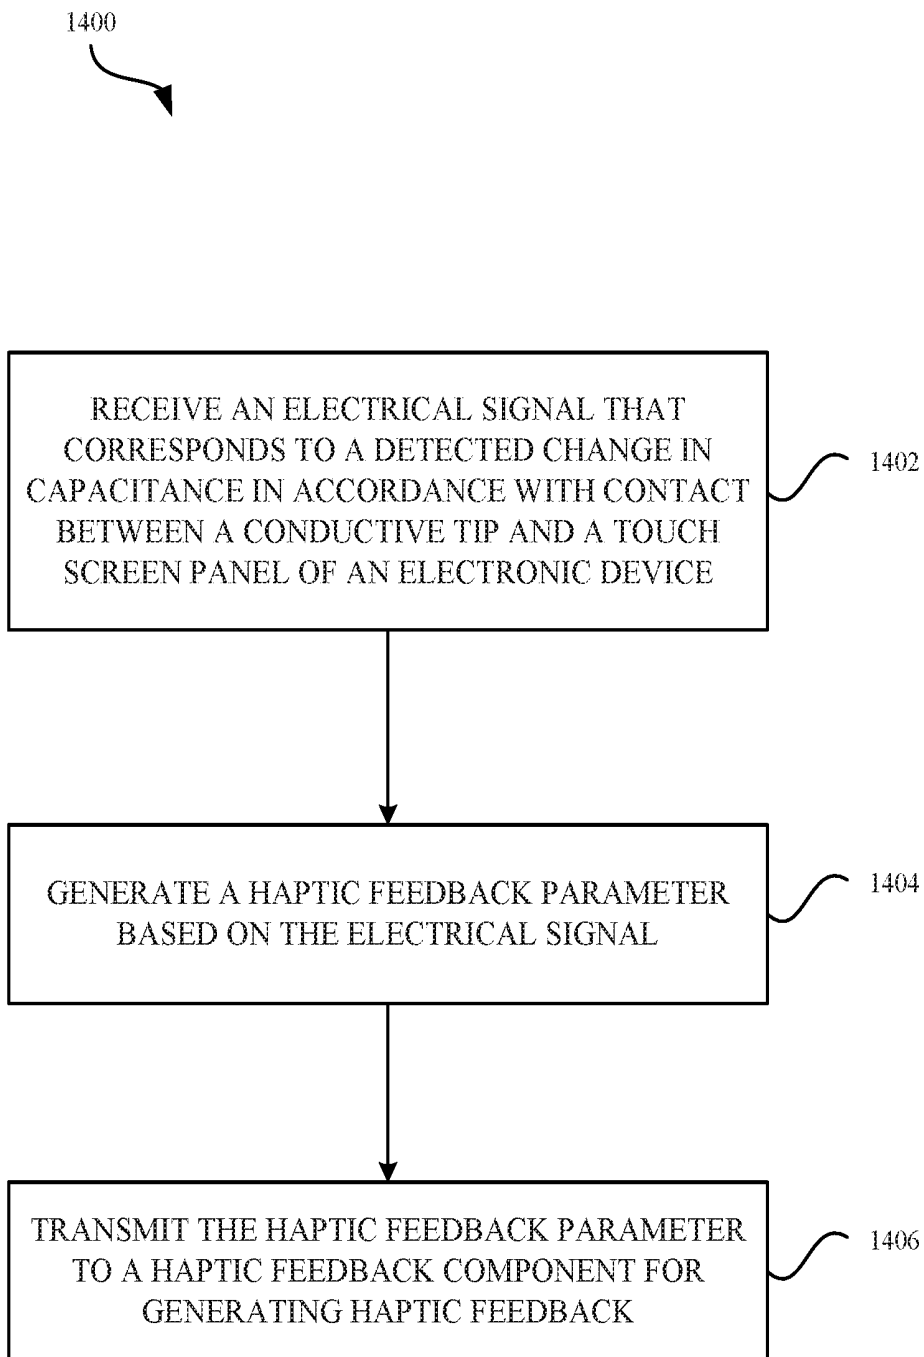 1400
RECEIVE AN ELECTRICAL SIGNAL THAT
CORRESPONDS TO A DETECTED CHANGE IN
CAPACITANCE IN ACCORDANCE WITH CONTACT
BETWEEN A CONDUCTIVE TIP AND A TOUCH
SCREEN PANEL OF AN ELECTRONIC DEVICE
1402
GENERATE A HAPTIC FEEDBACK PARAMETER
BASED ON THE ELECTRICAL SIGNAL
1404
TRANSMIT THE HAPTIC FEEDBACK PARAMETER
TO A HAPTIC FEEDBACK COMPONENT FOR
GENERATING HAPTIC FEEDBACK
1406